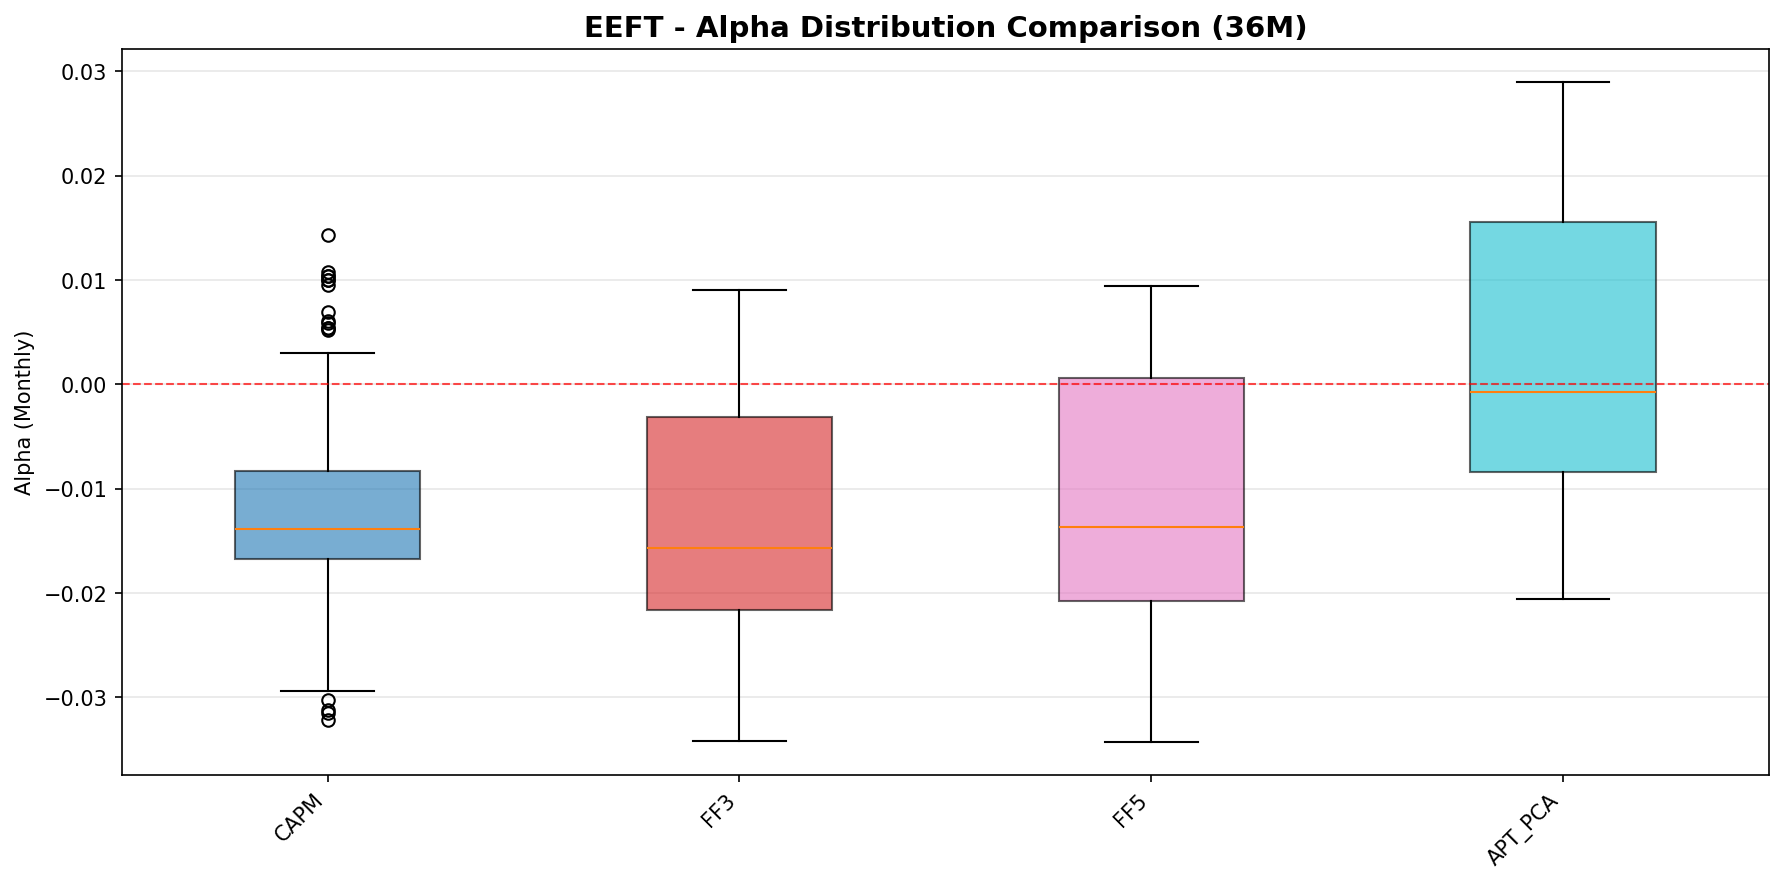 EEFT - Alpha Distribution Comparison (36M)
Alpha (Monthly)
0.03
0.02
0.01
0.00
−0.01
−0.02
−0.03
CAPM
FF3
FF5
APT_PCA